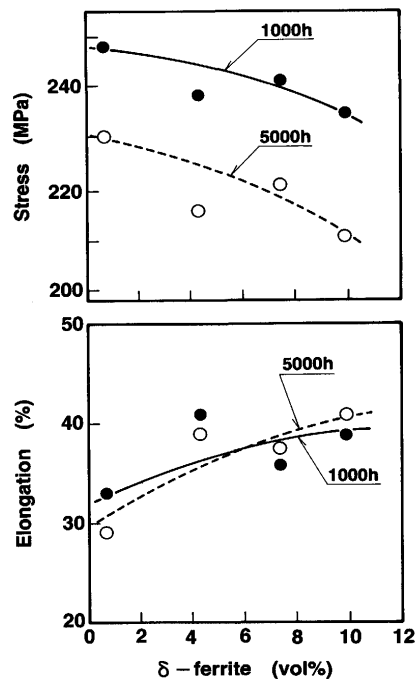 1000h
240
5000h
220
200
Stress (MPa)
50
5000h
40
1000h
30
20
Elongation (%)
0 2 4 6 8 10 12
δ – ferrite (vol%)